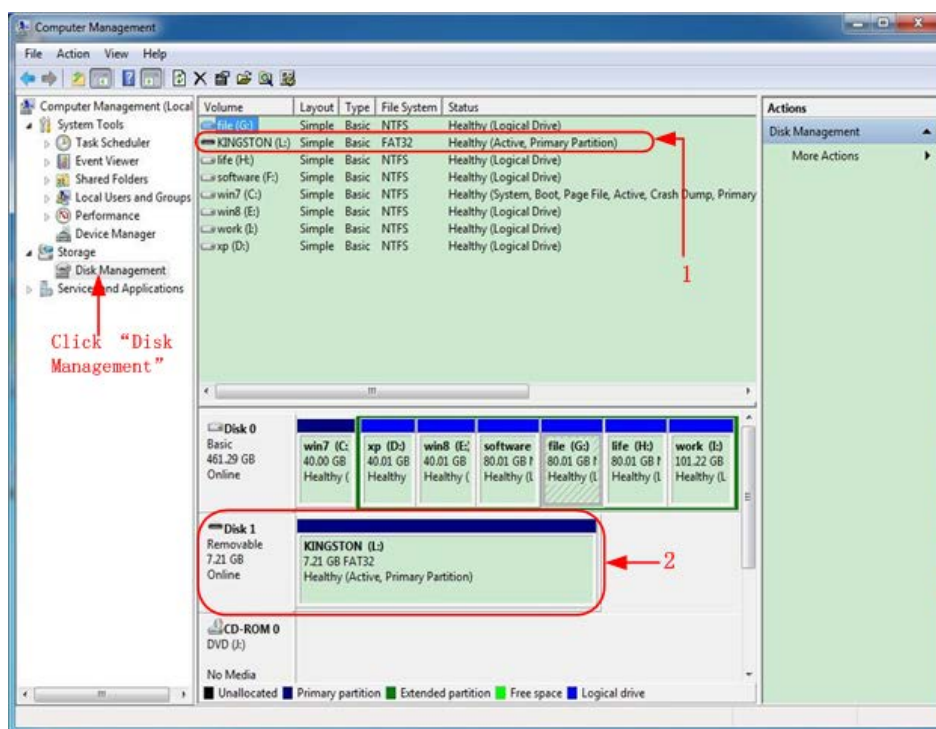 Computer Management
File Action View Help
Computer Management (Local
System Tools
Task Scheduler
Event Viewer
Shared Folders
Local Users and Groups
Performance
Device Manager
Storage
Disk Management
Services and Applications
Click “Disk
Management”
Volume Layout Type File System Status
file (G:) Simple Basic NTFS Healthy (Logical Drive)
KINGSTON (L:) Simple Basic FAT32 Healthy (Active, Primary Partition)
life (H:) Simple Basic NTFS Healthy (Logical Drive)
software (F:) Simple Basic NTFS Healthy (Logical Drive)
win7 (C:) Simple Basic NTFS Healthy (System, Boot, Page File, Active, Crash Dump, Primary
win8 (E:) Simple Basic NTFS Healthy (Logical Drive)
work (I:) Simple Basic NTFS Healthy (Logical Drive)
xp (D:) Simple Basic NTFS Healthy (Logical Drive)
1
Actions
Disk Management
More Actions
Disk 0
Basic
461.29 GB
Online
win7 (C:
40.00 GB
Healthy (
xp (D:)
40.01 GB
Healthy
win8 (E:
40.01 GB
Healthy (
software
80.01 GB
Healthy (L
file (G:)
80.01 GB
Healthy (L
life (H:)
80.01 GB
Healthy (L
work (I:)
101.22 GB
Healthy (L
Disk 1
Removable
7.21 GB
Online
KINGSTON (L:)
7.21 GB FAT32
Healthy (Active, Primary Partition)
2
CD-ROM 0
DVD (J:)
No Media
Unallocated Primary partition Extended partition Free space Logical drive